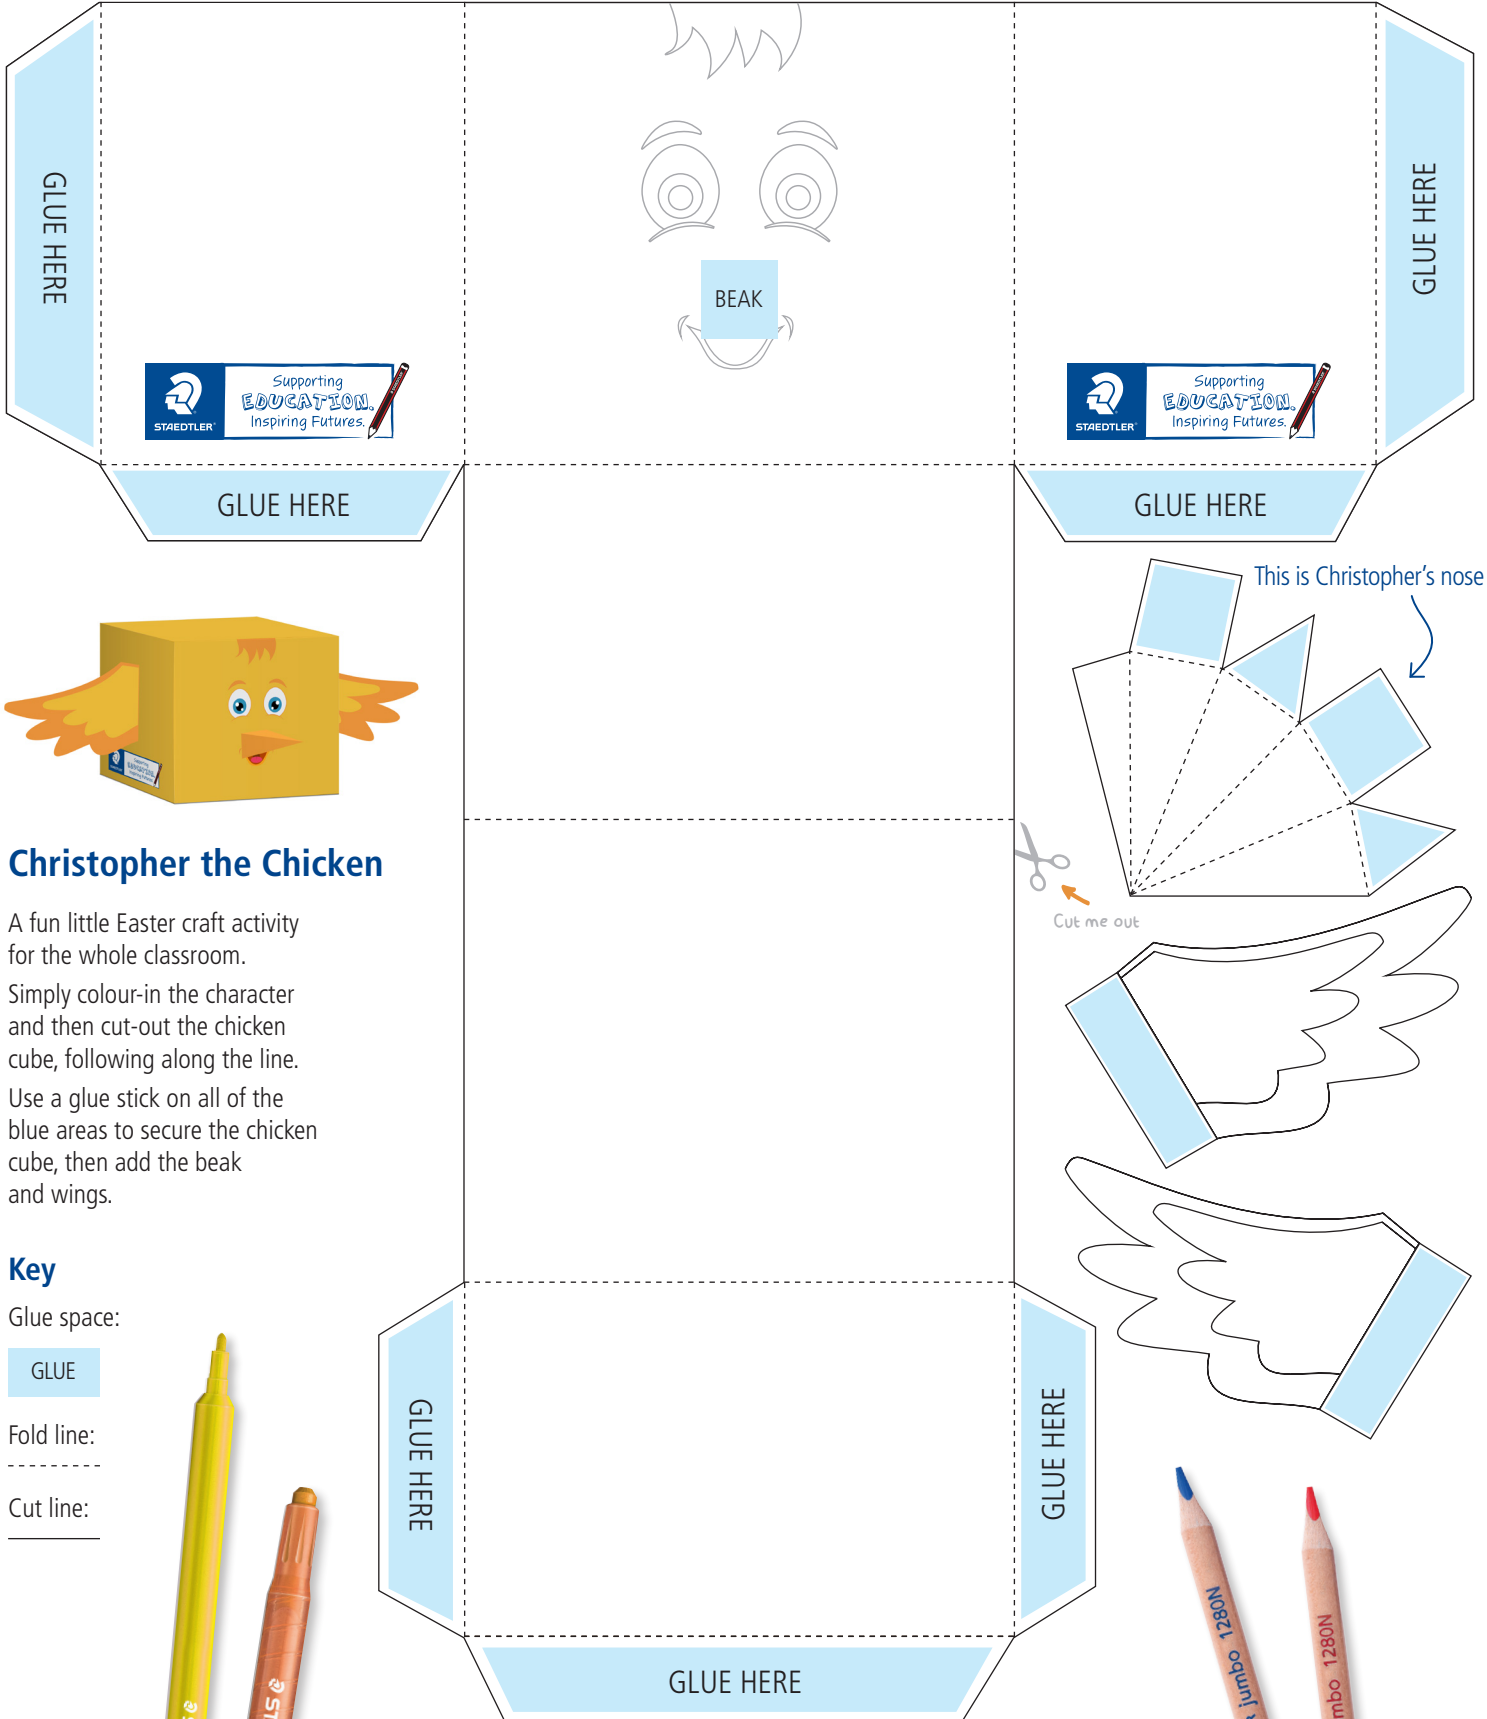 GLUE HERE
BEAK
GLUE HERE
STAEDTLER
Supporting
EDUCATION.
Inspiring Futures.
STAEDTLER
Supporting
EDUCATION.
Inspiring Futures.
GLUE HERE
GLUE HERE
This is Christopher's nose
Christopher the Chicken
A fun little Easter craft activity
for the whole classroom.
Simply colour-in the character
and then cut-out the chicken
cube, following along the line.
Use a glue stick on all of the
blue areas to secure the chicken
cube, then add the beak
and wings.
Cut me out
Key
Glue space:
GLUE
Fold line:
Cut line:
GLUE HERE
GLUE HERE
GLUE HERE
jumbo 1280N
1280N